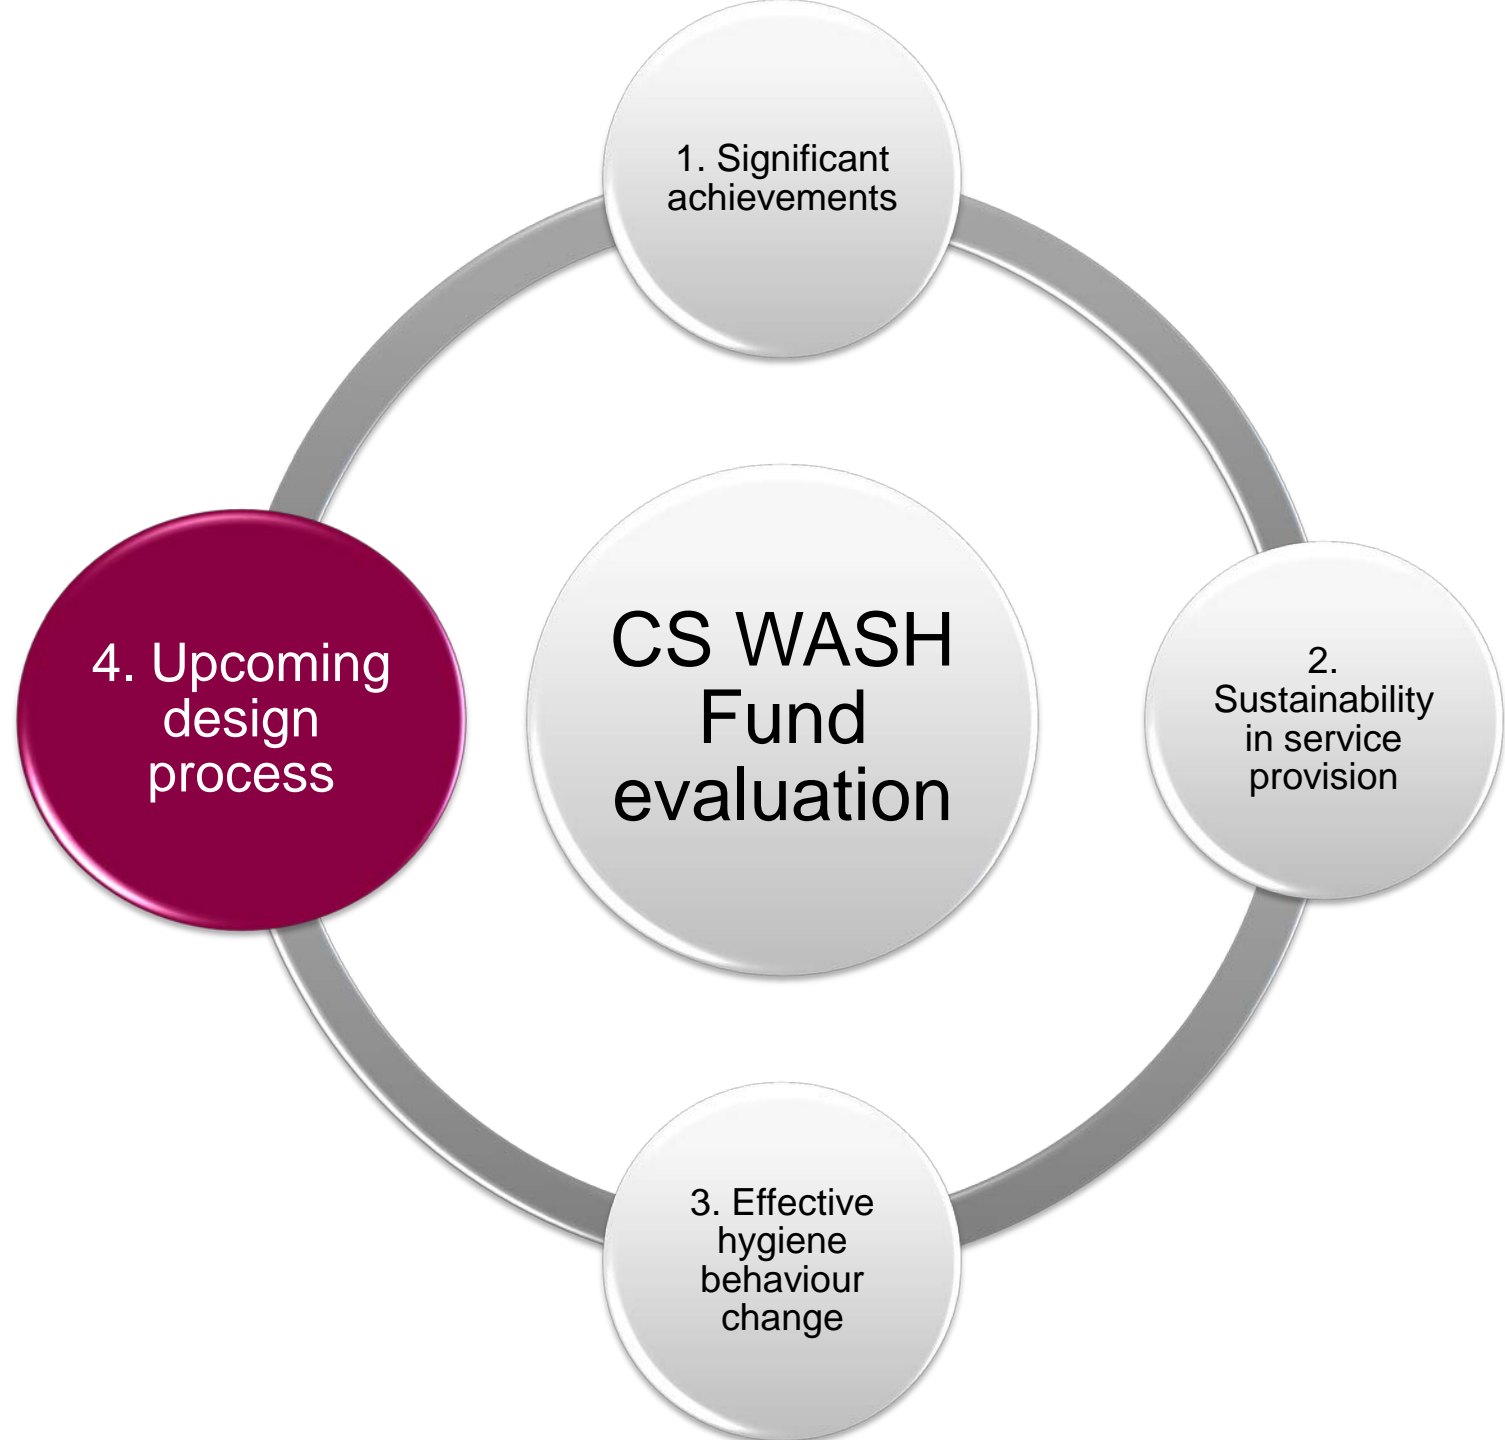 1. Significant
achievements
CS WASH
Fund
evaluation
2.
Sustainability
in service
provision
3. Effective
hygiene
behaviour
change
4. Upcoming
design
process